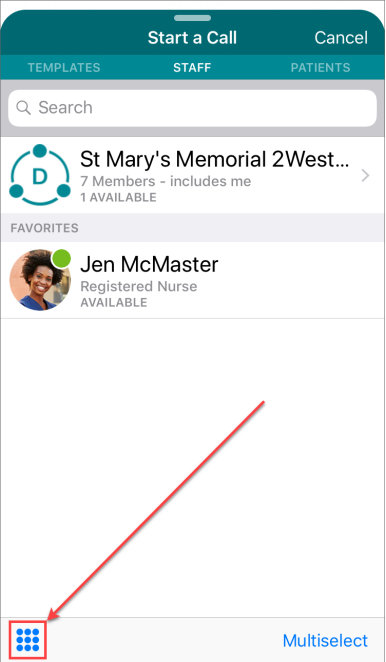 Start a Call
Cancel
TEMPLATES
STAFF
PATIENTS
Search
D
St Mary's Memorial 2West...
7 Members - includes me
1 AVAILABLE
FAVORITES
Jen McMaster
Registered Nurse
AVAILABLE
Multiselect